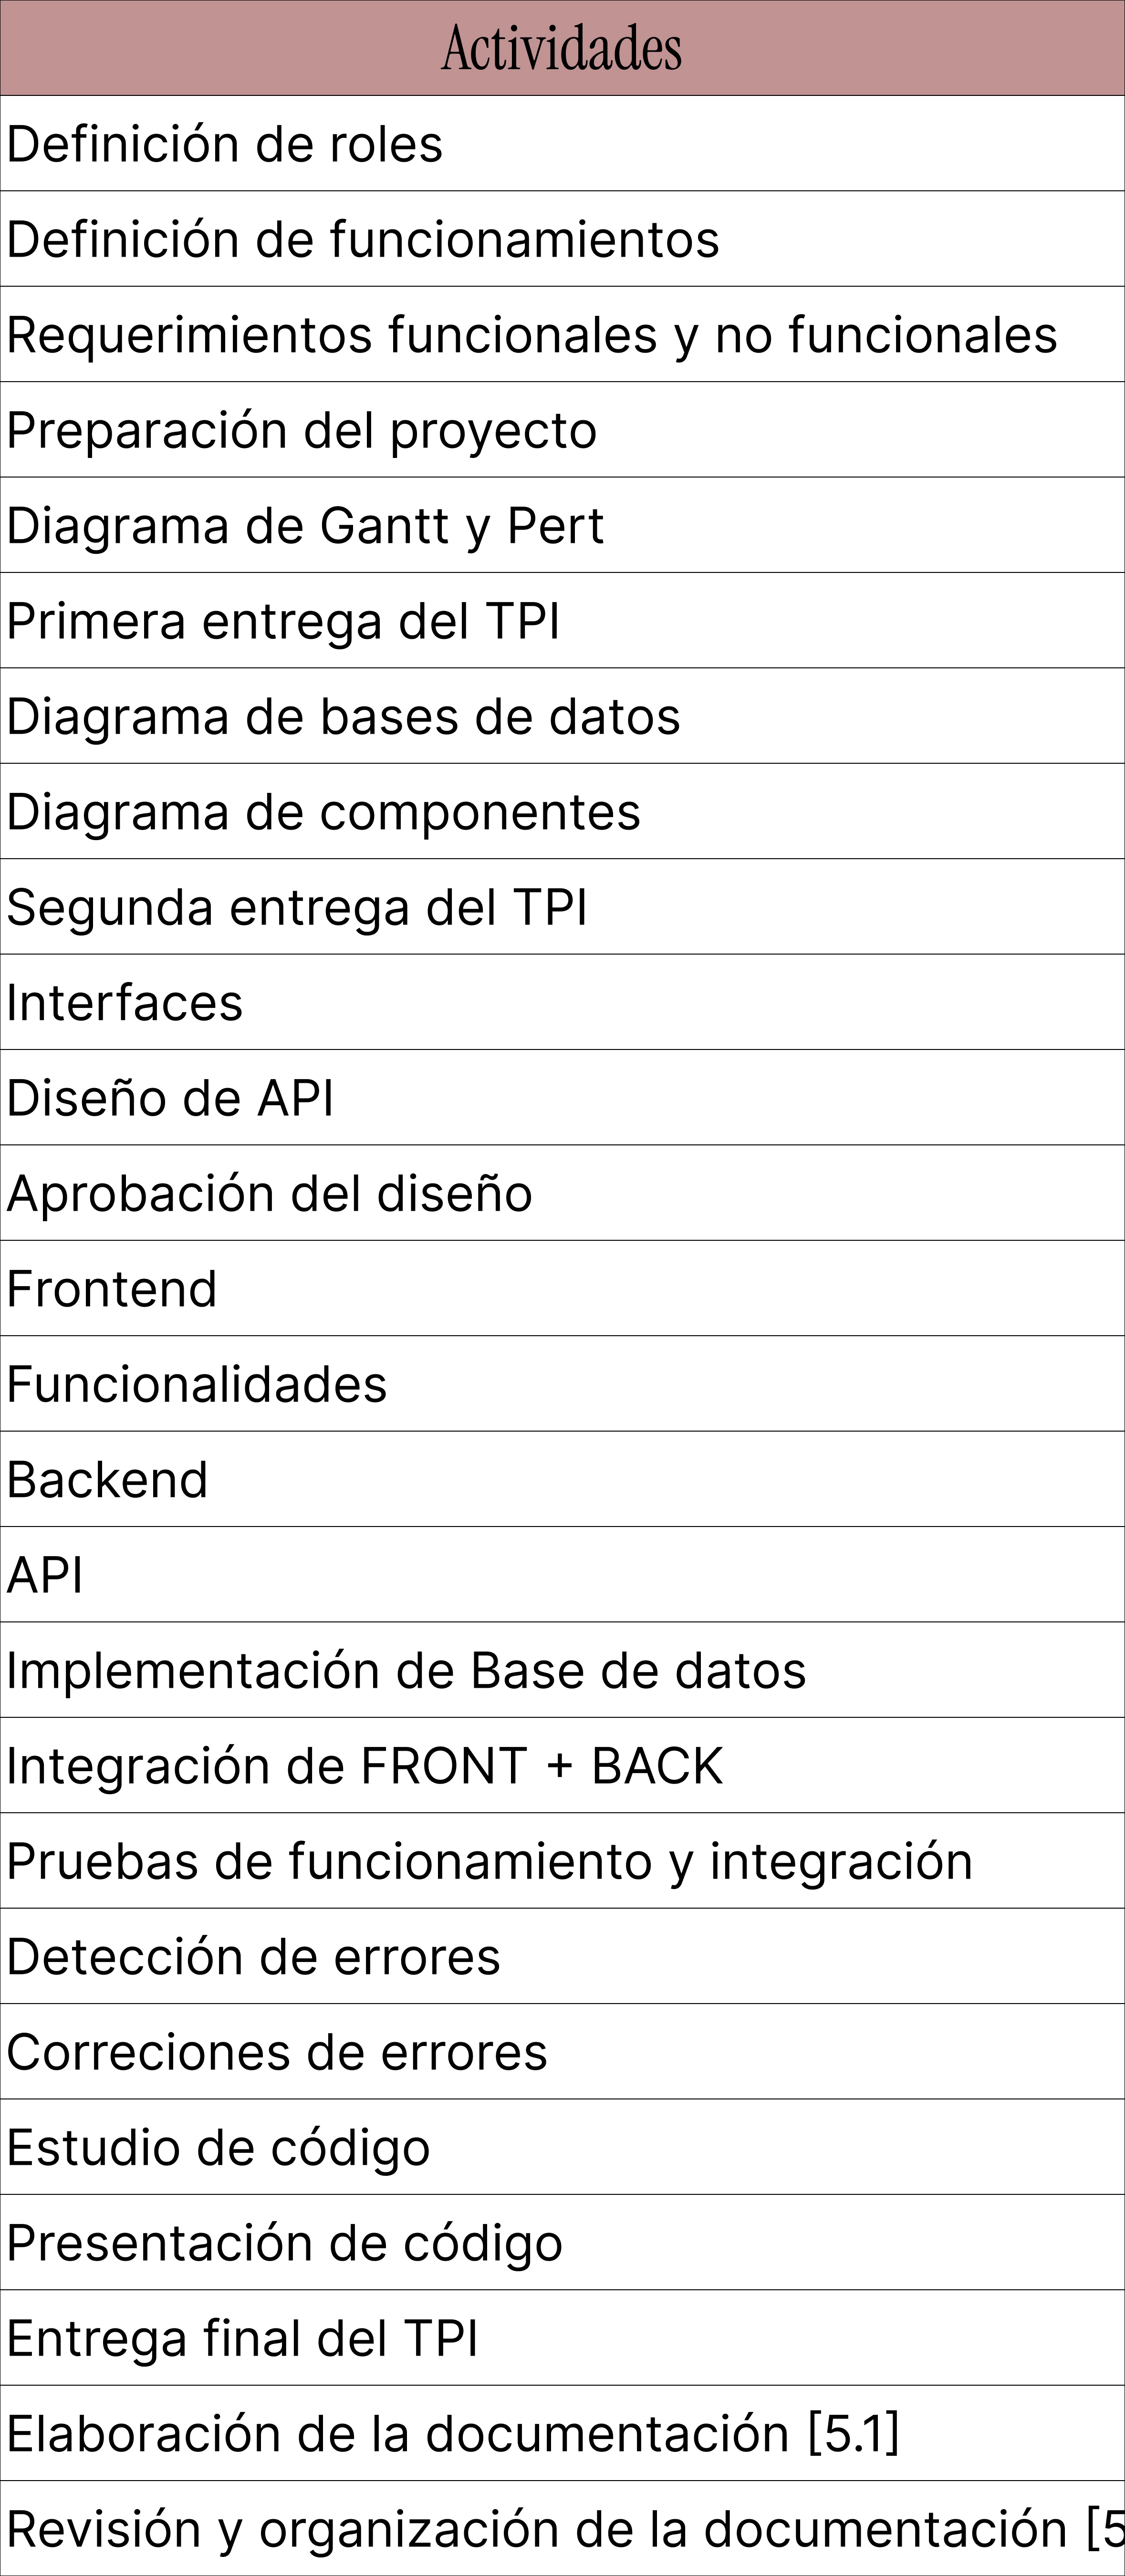 Actividades
Definición de roles
Definición de funcionamientos
Requerimientos funcionales y no funcionales
Preparación del proyecto
Diagrama de Gantt y Pert
Primera entrega del TPI
Diagrama de bases de datos
Diagrama de componentes
Segunda entrega del TPI
Interfaces
Diseño de API
Aprobación del diseño
Frontend
Funcionalidades
Backend
API
Implementación de Base de datos
Integración de FRONT + BACK
Pruebas de funcionamiento y integración
Detección de errores
Correciones de errores
Estudio de código
Presentación de código
Entrega final del TPI
Elaboración de la documentación [5.1]
Revisión y organización de la documentación [5